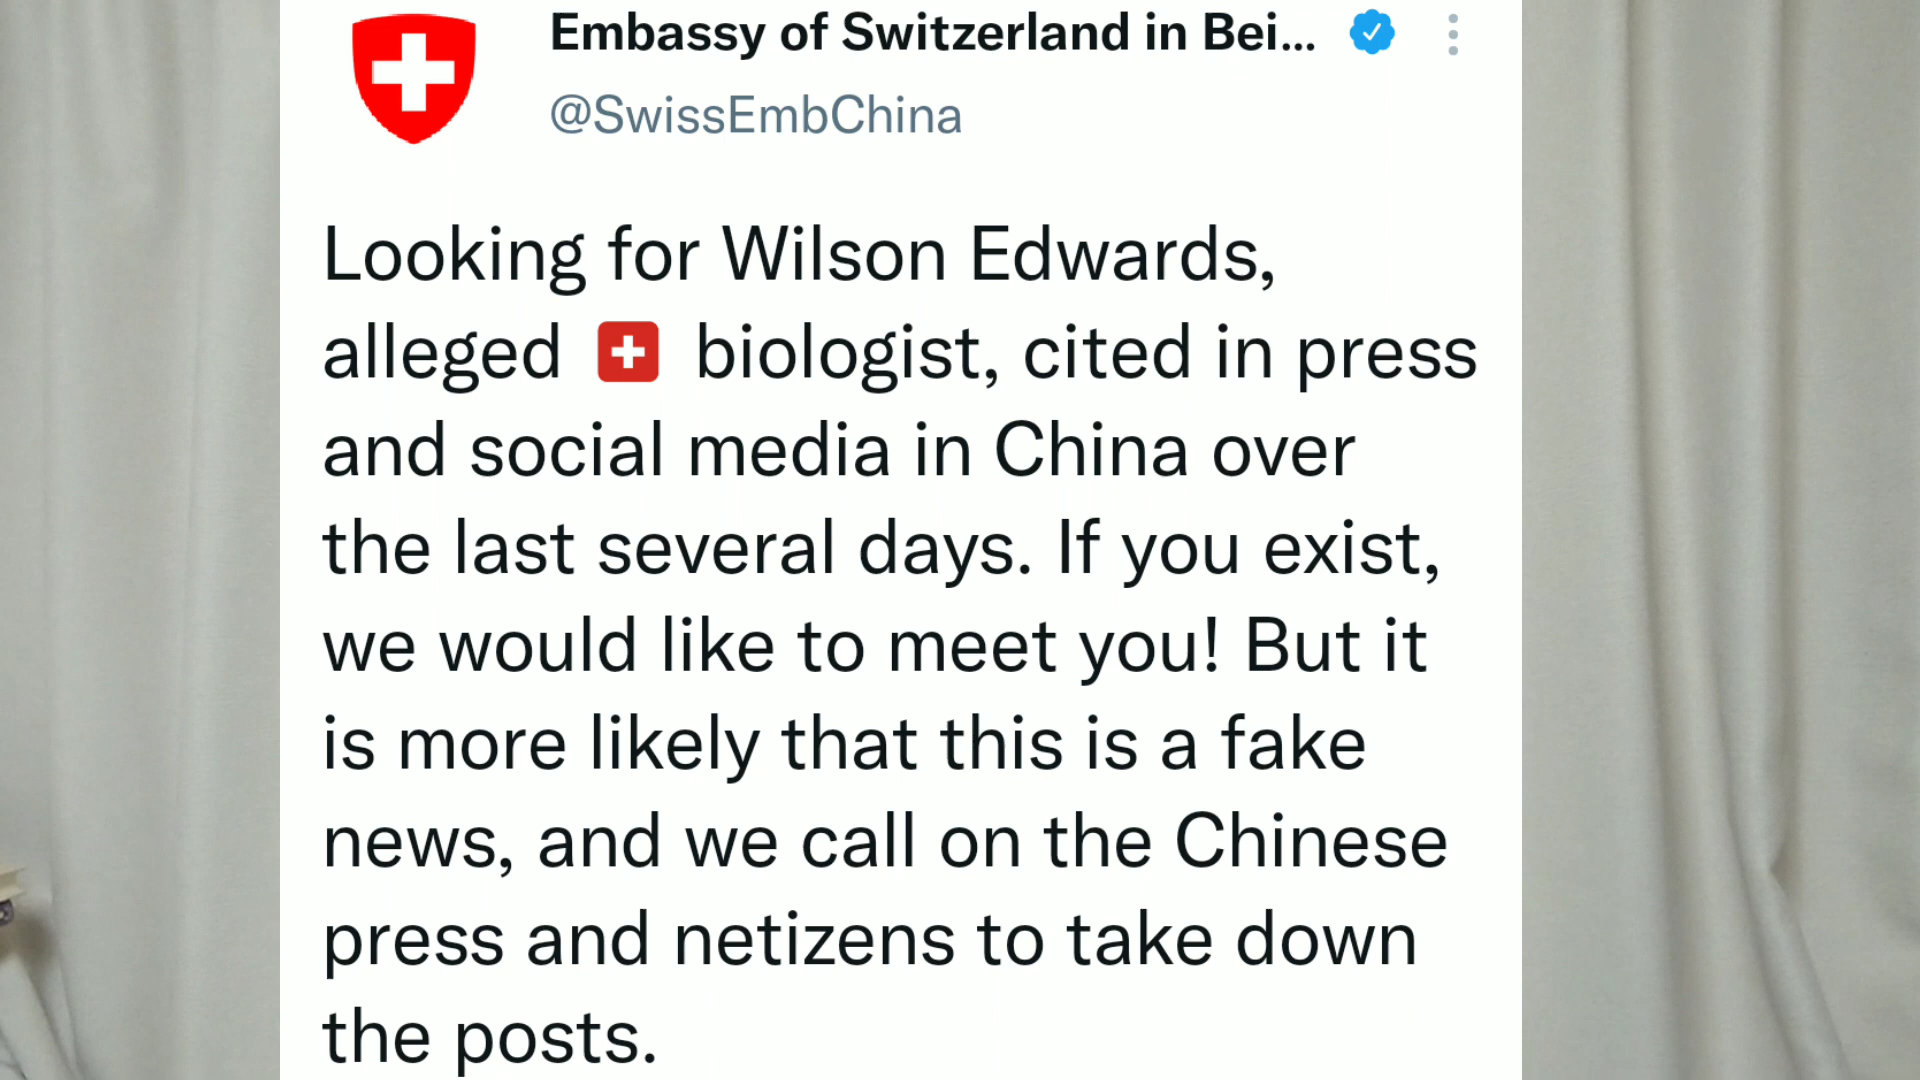 Embassy of Switzerland in Bei...
@SwissEmbChina
Looking for Wilson Edwards,
alleged 🇨🇭 biologist, cited in press
and social media in China over
the last several days. If you exist,
we would like to meet you! But it
is more likely that this is a fake
news, and we call on the Chinese
press and netizens to take down
the posts.